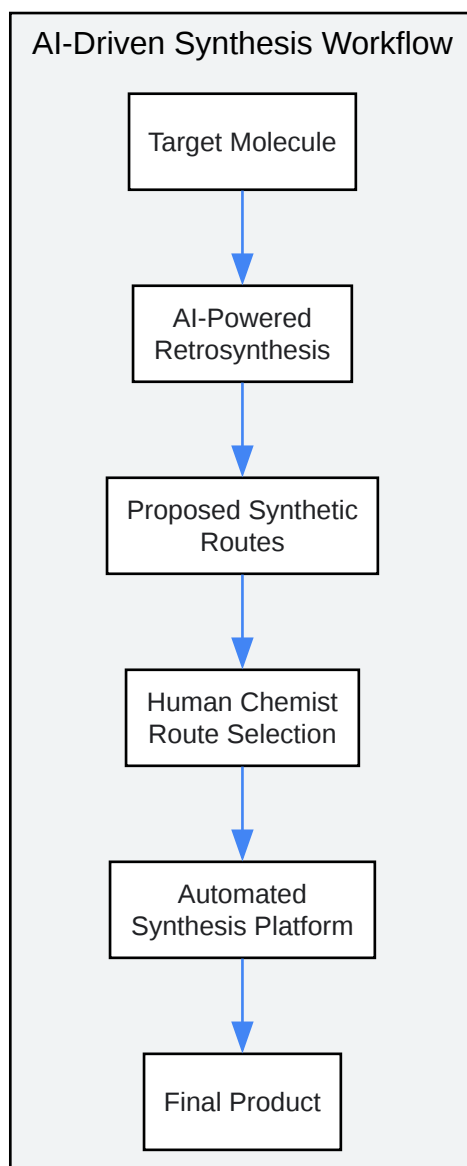 AI-Driven Synthesis Workflow
Target Molecule
AI-Powered
Retrosynthesis
Proposed Synthetic
Routes
Human Chemist
Route Selection
Automated
Synthesis Platform
Final Product